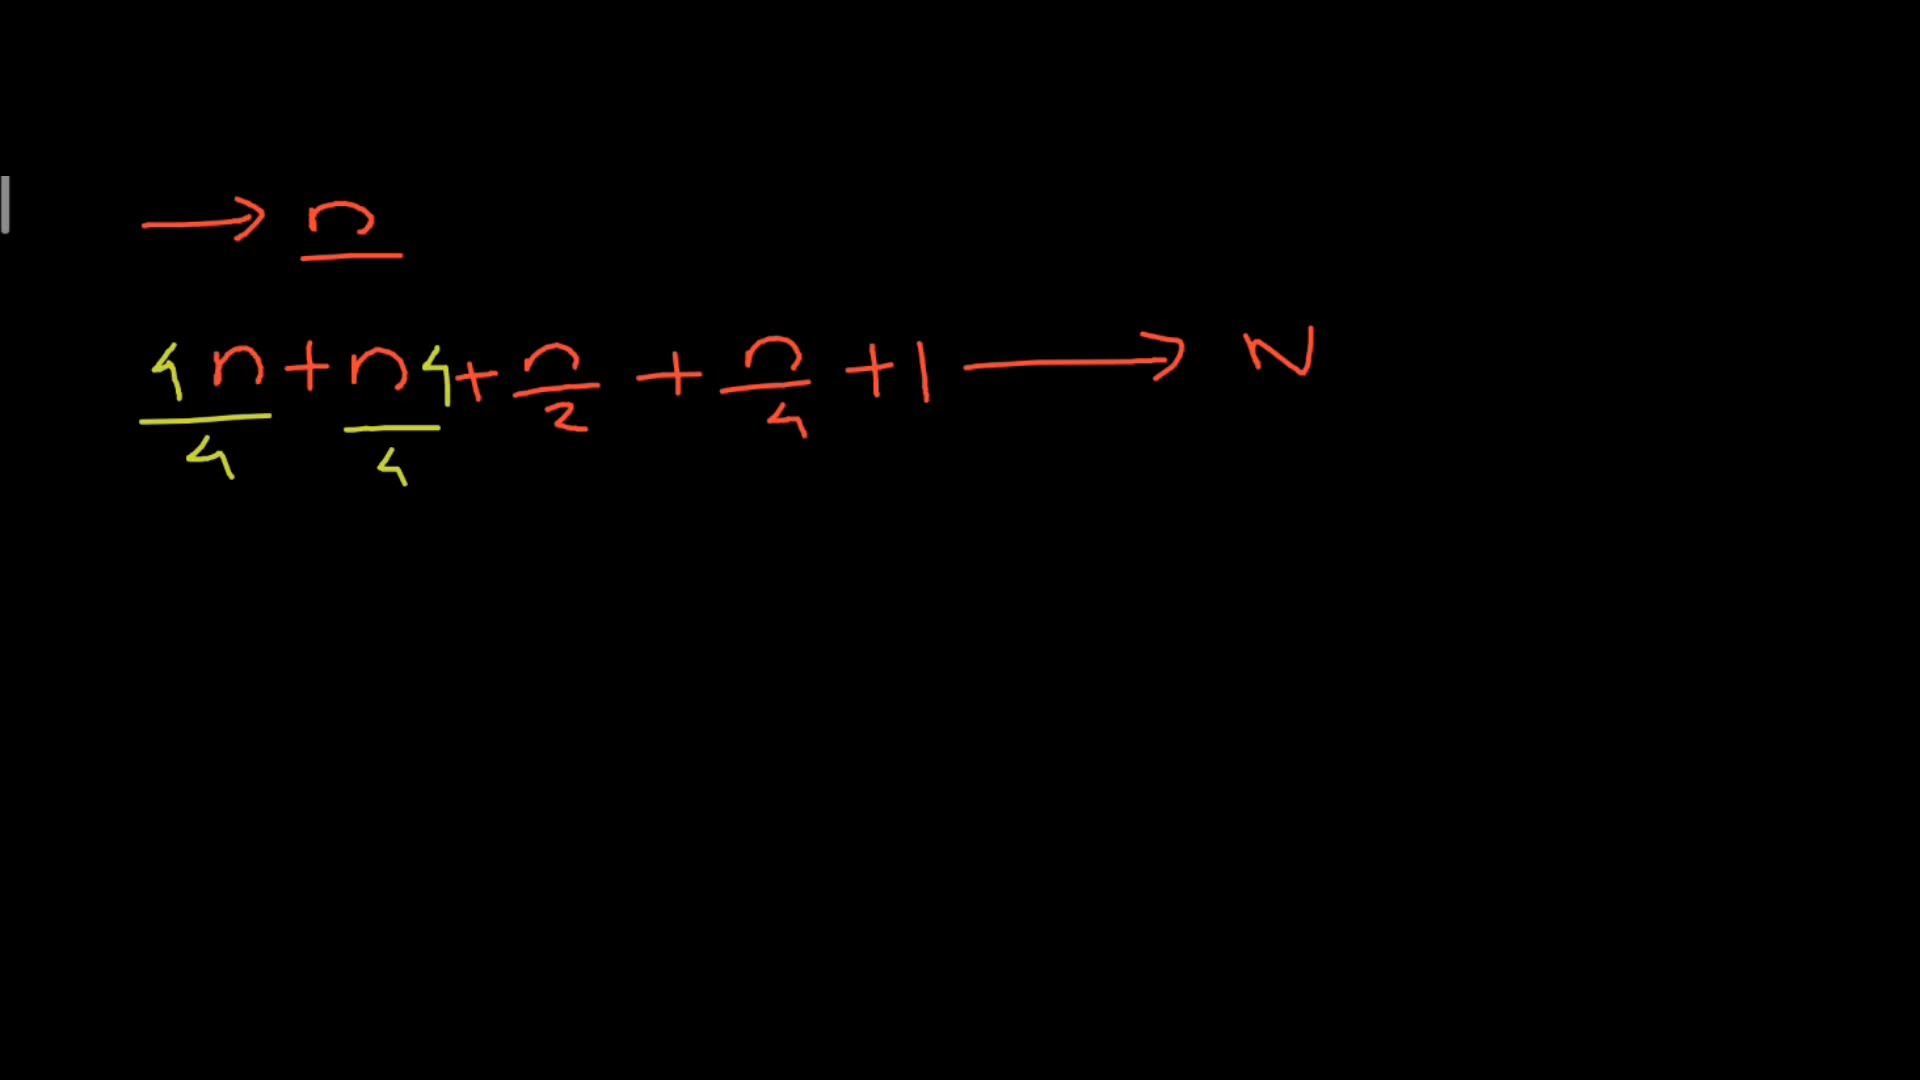 → n
4n/4 + n4/4 + n/2 + n/4 + 1 → N